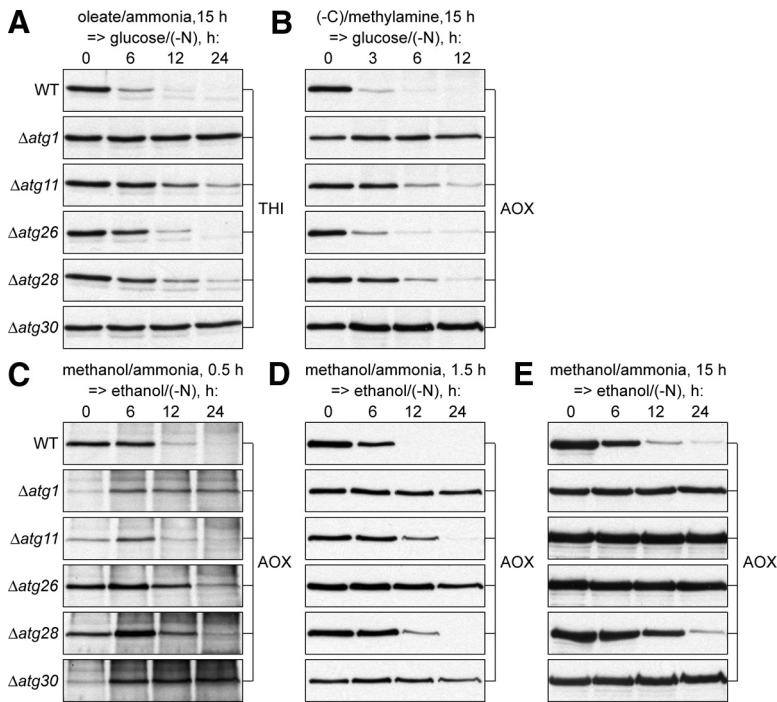 A
oleate/ammonia,15 h
=> glucose/(-N), h:
0 6 12 24
WT
Δatg1
Δatg11
Δatg26
Δatg28
Δatg30
THI
B
(-C)/methylamine,15 h
=> glucose/(-N), h:
0 3 6 12
AOX
C
methanol/ammonia, 0.5 h
=> ethanol/(-N), h:
0 6 12 24
WT
Δatg1
Δatg11
Δatg26
Δatg28
Δatg30
AOX
D
methanol/ammonia, 1.5 h
=> ethanol/(-N), h:
0 6 12 24
AOX
E
methanol/ammonia, 15 h
=> ethanol/(-N), h:
0 6 12 24
AOX